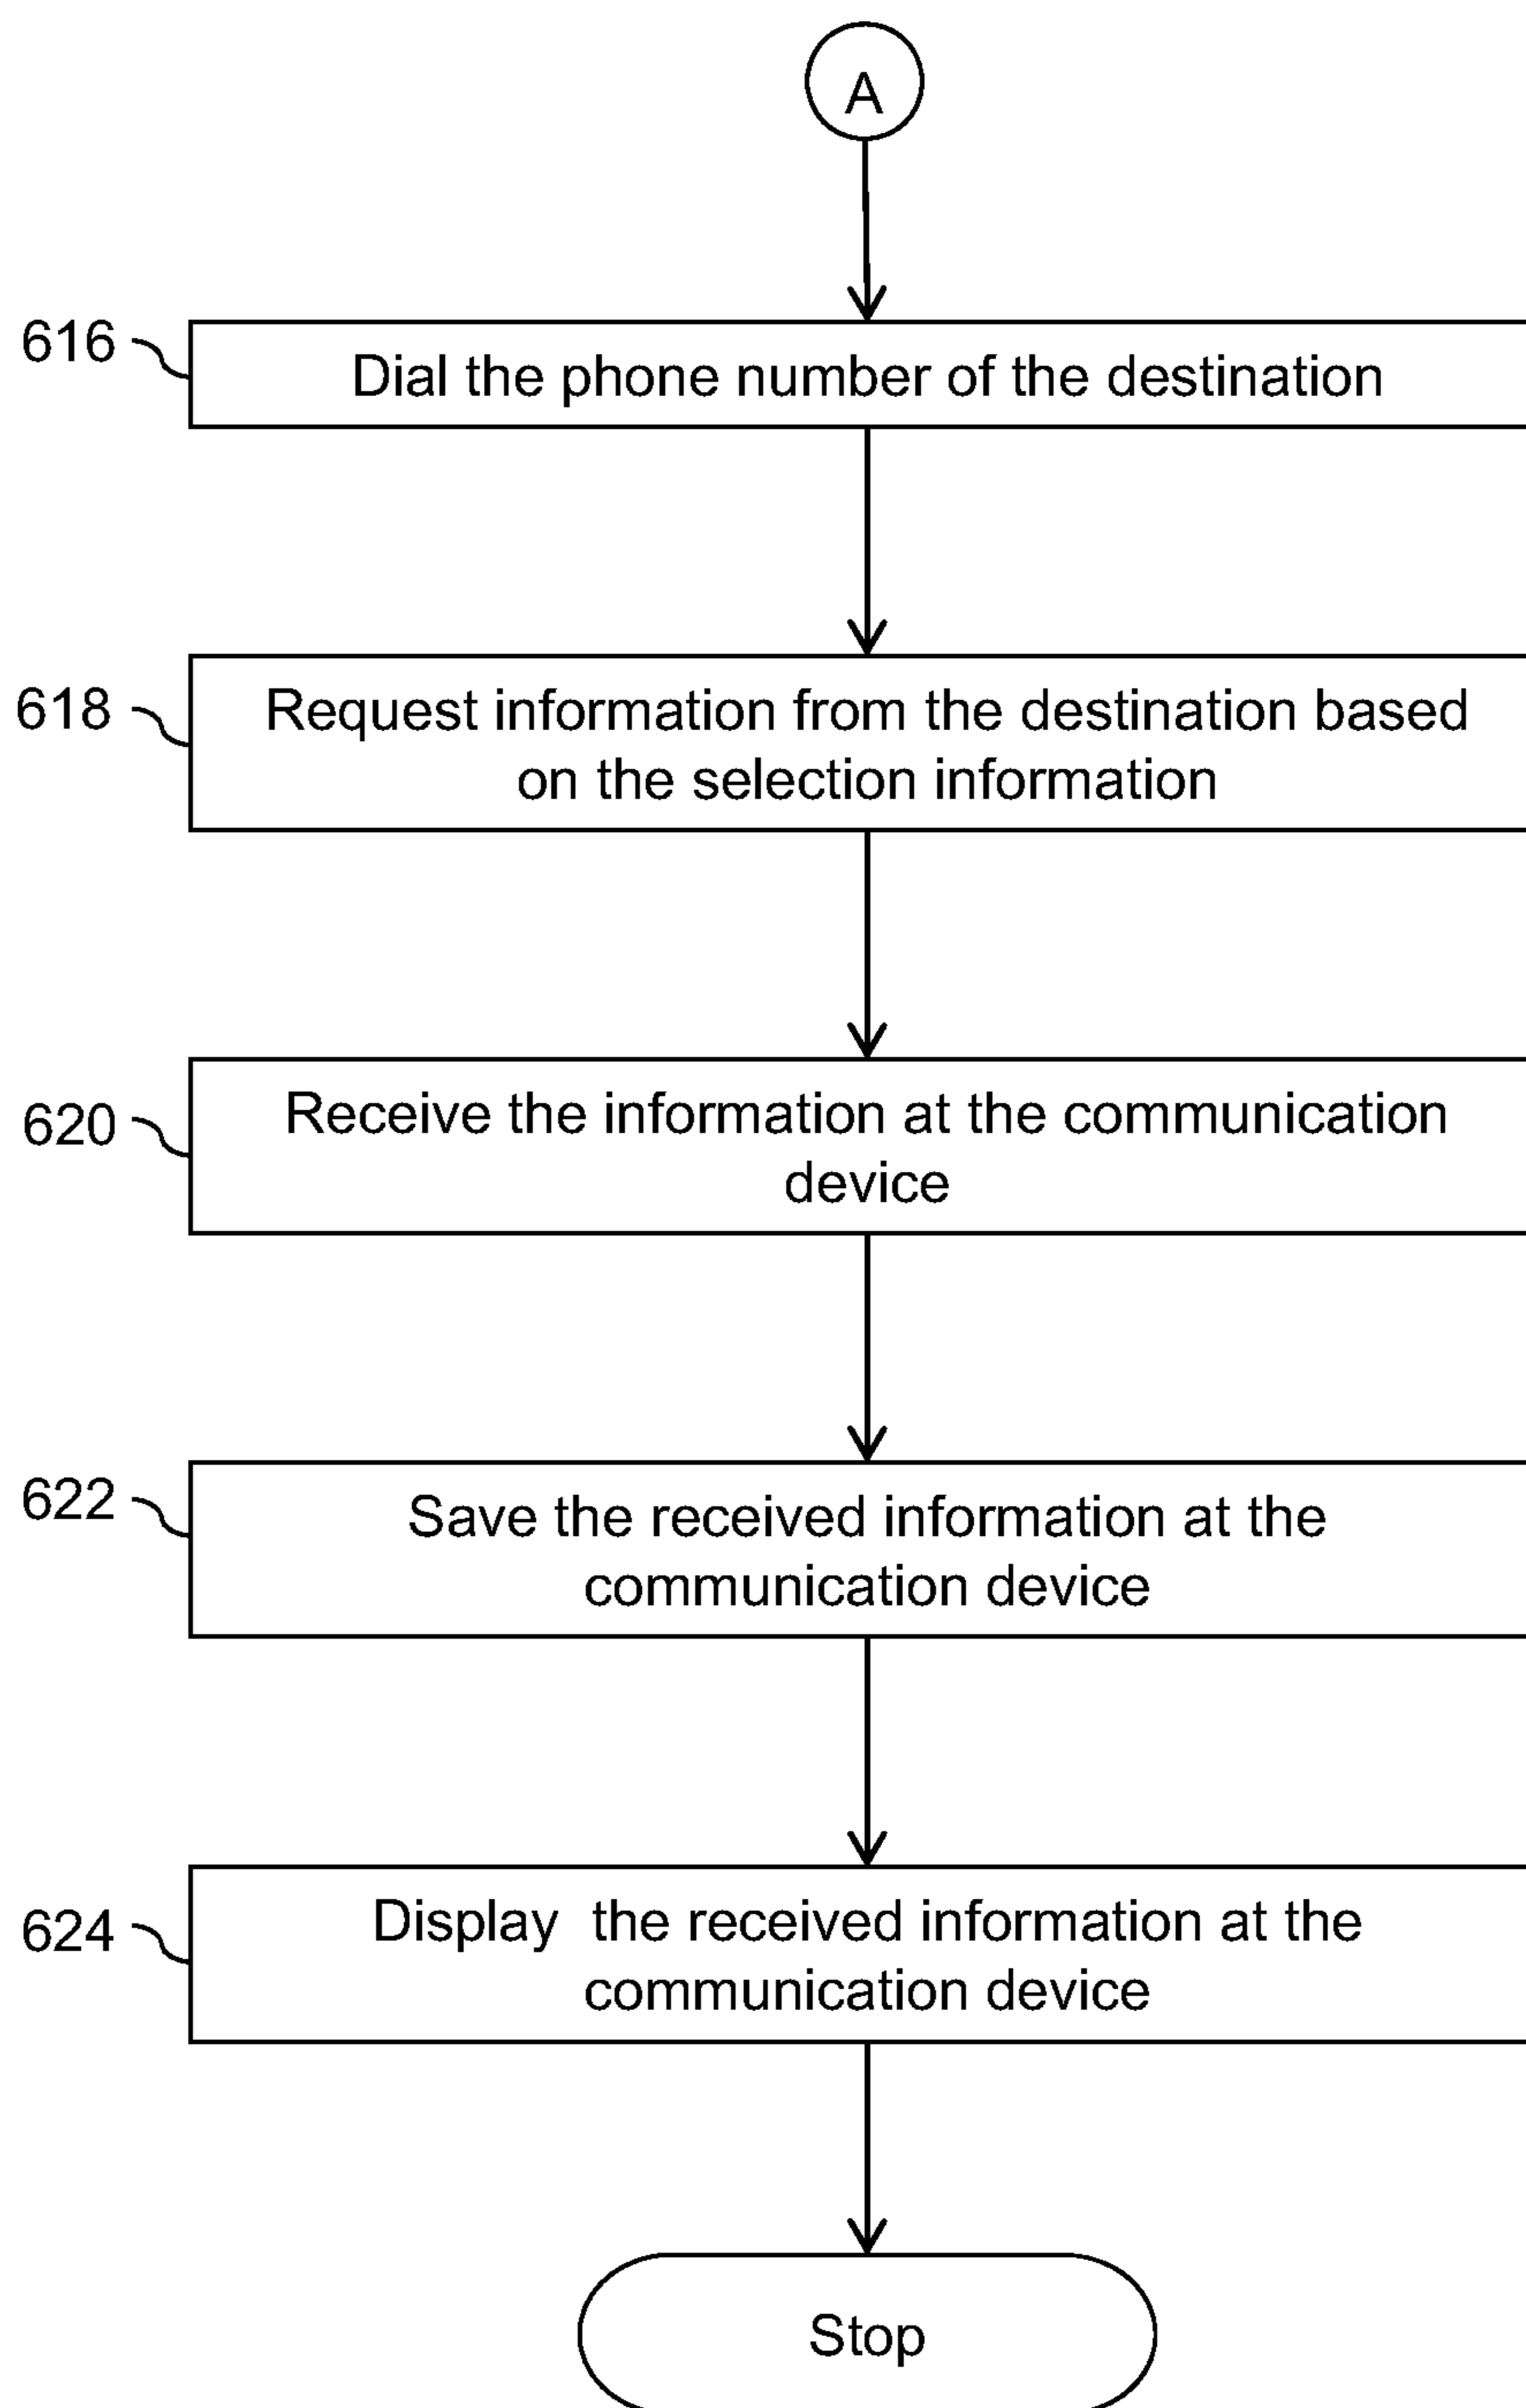 A
616
Dial the phone number of the destination
618
Request information from the destination based
on the selection information
620
Receive the information at the communication
device
622
Save the received information at the
communication device
624
Display  the received information at the
communication device
Stop